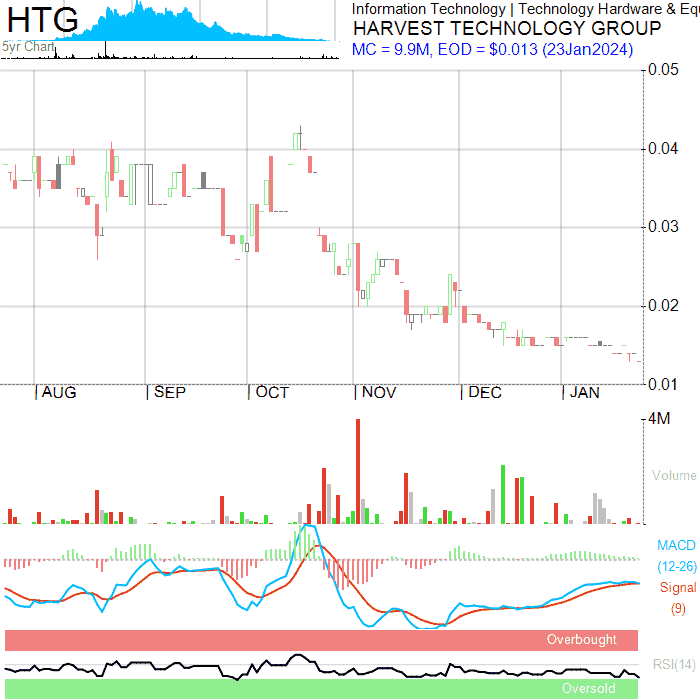 HTG
Information Technology | Technology Hardware & Equ
HARVEST TECHNOLOGY GROUP
5yr Chart
MC = 9.9M, EOD = $0.013 (23Jan2024)
0.05
0.04
0.03
0.02
0.01
AUG SEP OCT NOV DEC JAN
4M
Volume
MACD
(12-26)
Signal
(9)
Overbought
RSI(14)
Oversold